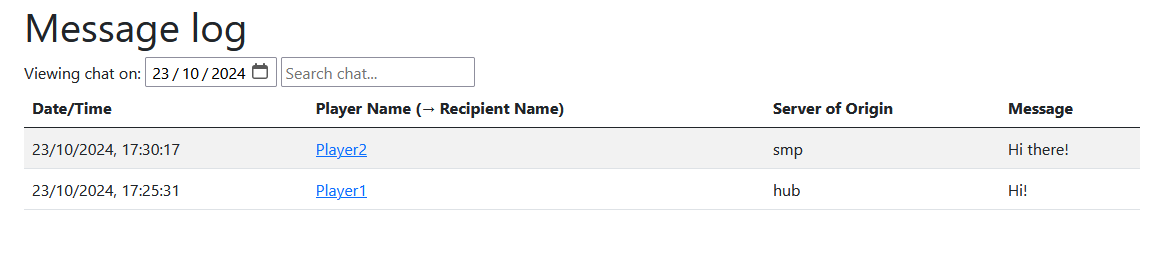 Message log
Viewing chat on: 23/10/2024 Search chat...
Date/Time Player Name (→ Recipient Name) Server of Origin Message
23/10/2024, 17:30:17 Player2 smp Hi there!
23/10/2024, 17:25:31 Player1 hub Hi!